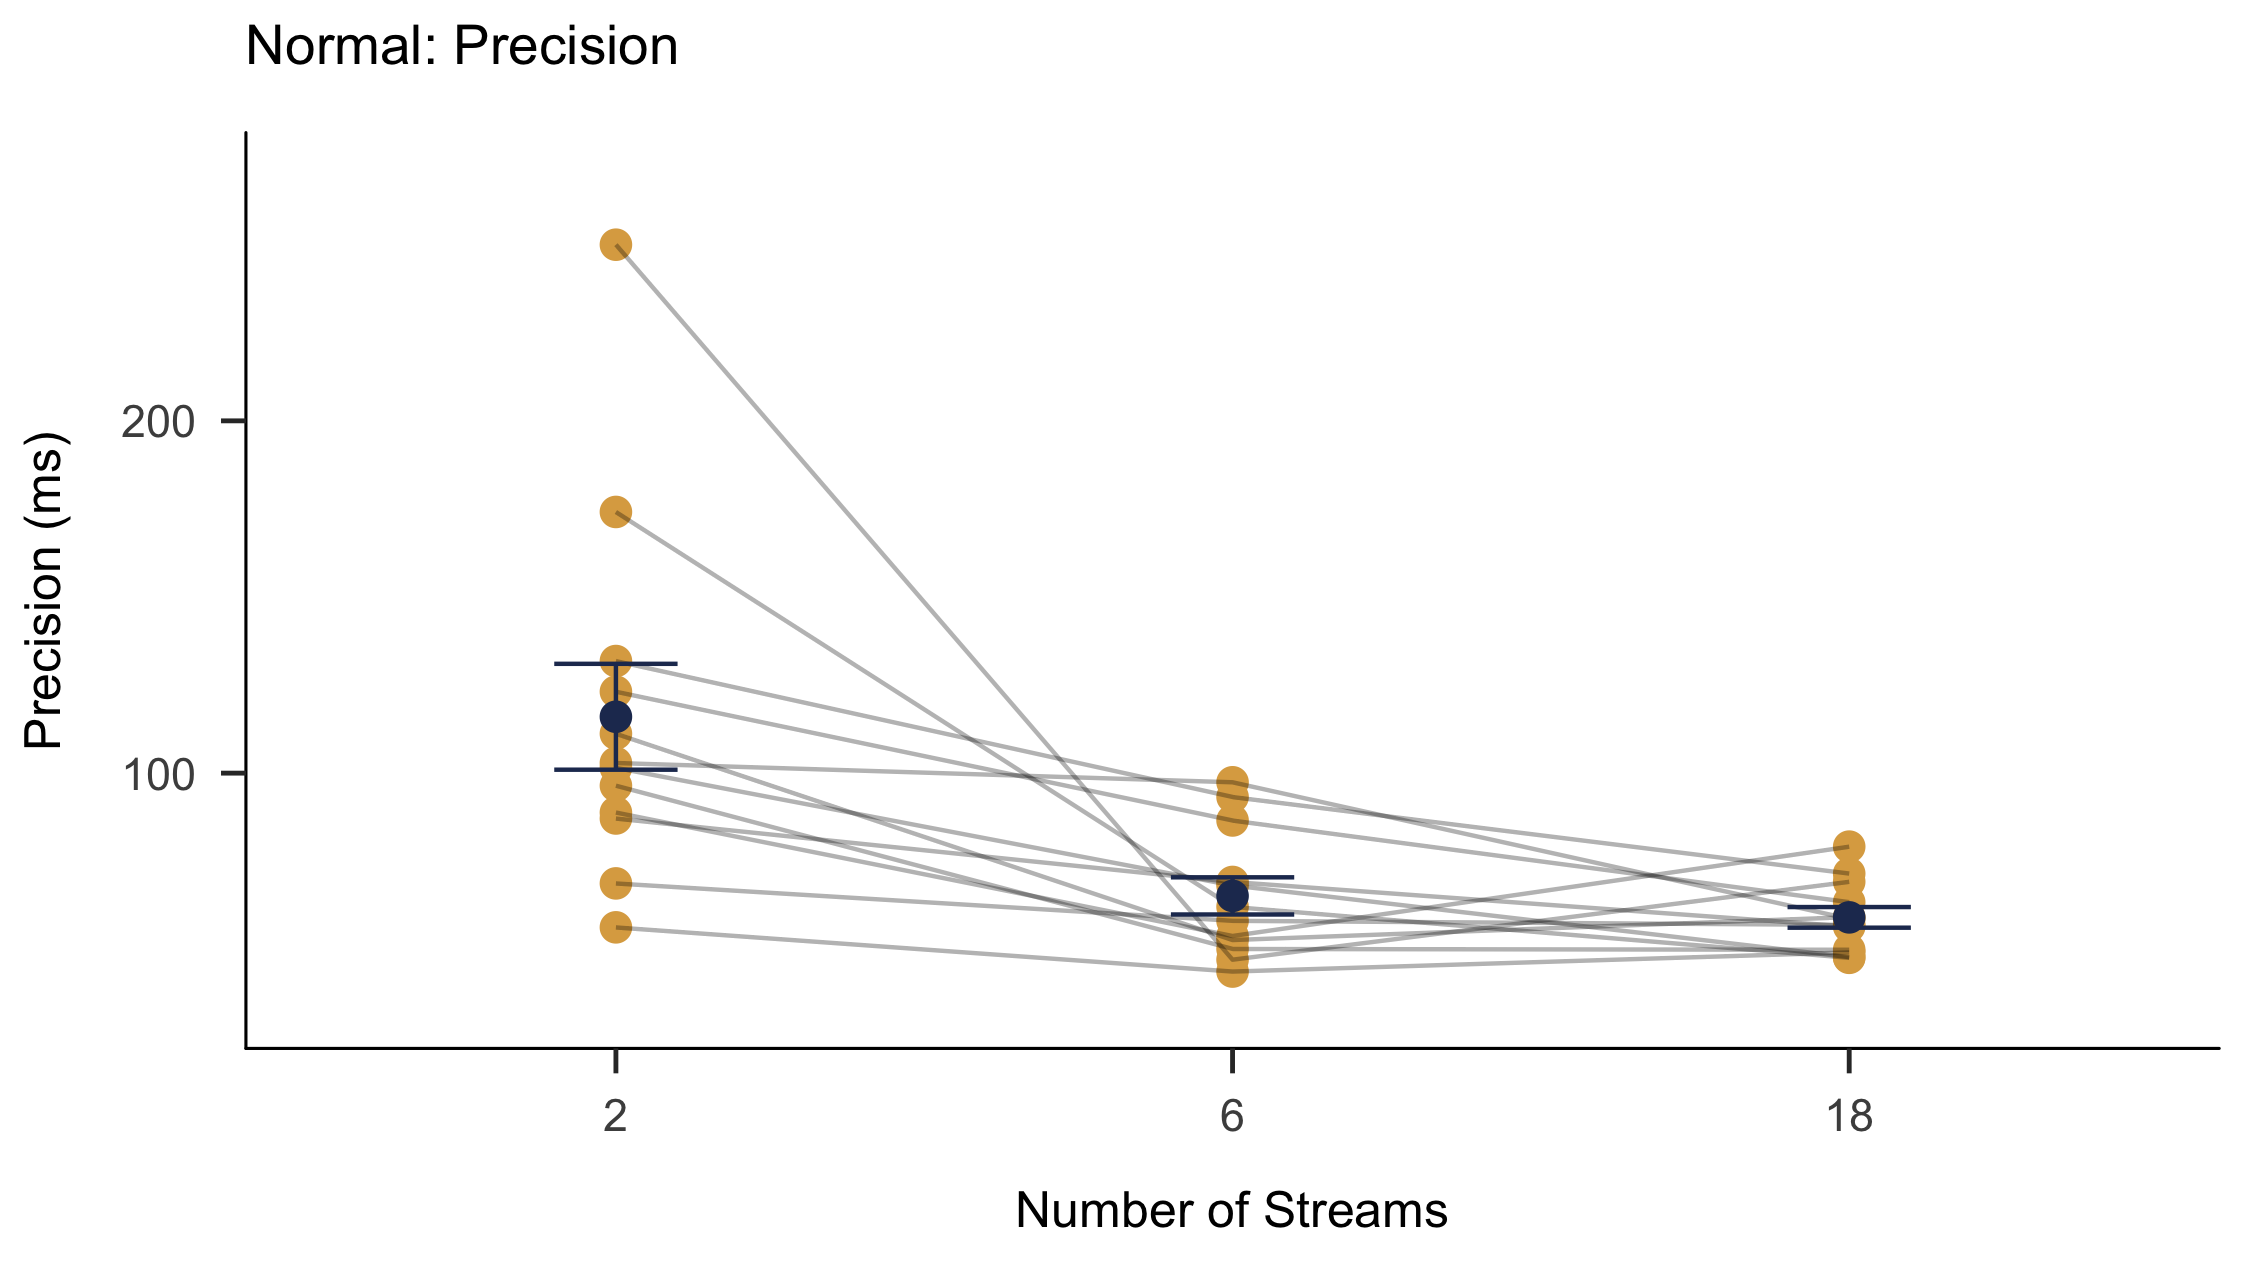 Normal: Precision
Precision (ms)
200
100
2
6
18
Number of Streams